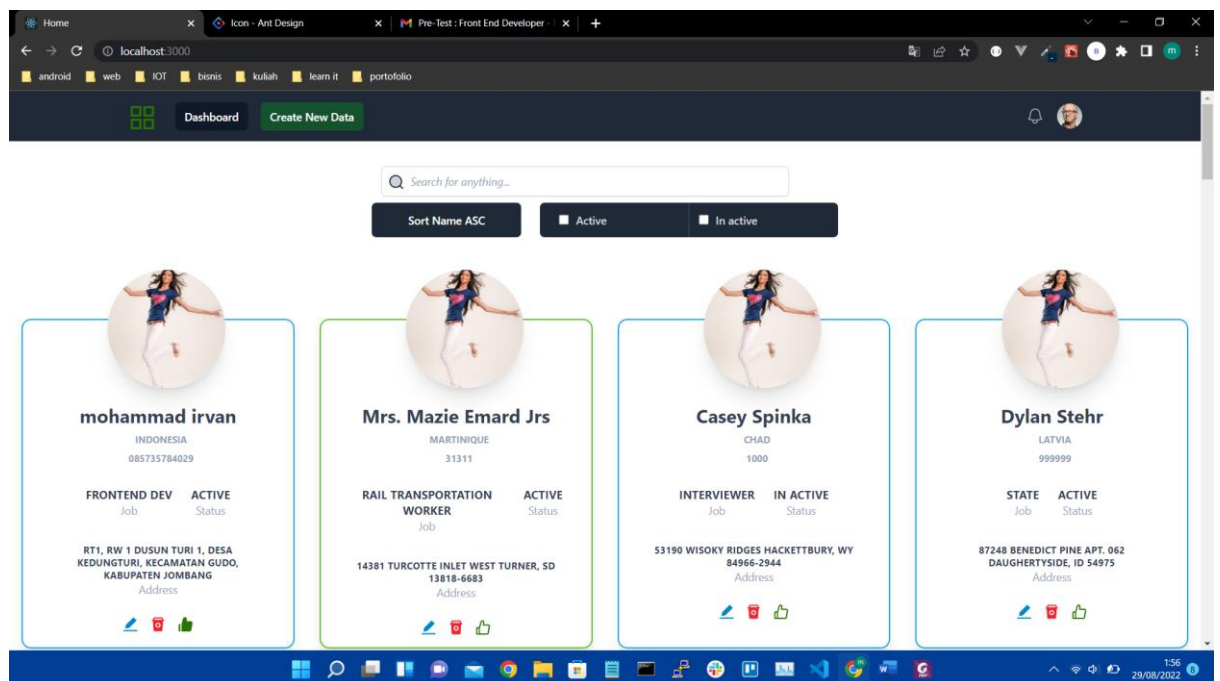 Home
Icon - Ant Design
Pre-Test : Front End Developer -
localhost:3000
m
android web IOT bisnis kuliah learn it portofolio
Dashboard Create New Data
Search for anything...
Sort Name ASC Active In active
mohammad irvan
INDONESIA
085735784029
FRONTEND DEV ACTIVE
Job Status
RT1, RW 1 DUSUN TURI 1, DESA
KEDUNGTURI, KECAMATAN GUDO,
KABUPATEN JOMBANG
Address
Mrs. Mazie Emard Jrs
MARTINIQUE
31311
RAIL TRANSPORTATION ACTIVE
WORKER Status
Job
14381 TURCOTTE INLET WEST TURNER, SD
13818-6683
Address
Casey Spinka
CHAD
1000
INTERVIEWER IN ACTIVE
Job Status
53190 WISOKY RIDGES HACKETTBURY, WY
84966-2944
Address
Dylan Stehr
LATVIA
999999
STATE ACTIVE
Job Status
87248 BENEDICT PINE APT. 062
DAUGHERTYSIDE, ID 54975
Address
1:56
29/08/2022
8